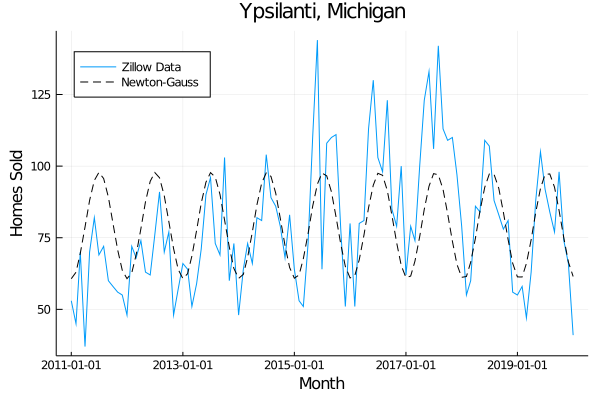 Ypsilanti, Michigan
Zillow Data
Newton-Gauss
Homes Sold
125
100
75
50
2011-01-01 2013-01-01 2015-01-01 2017-01-01 2019-01-01
Month